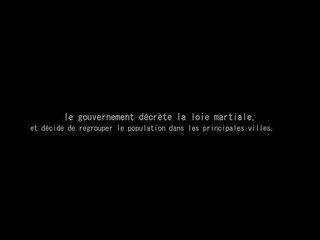 le gouvernement décrète la loie martiale,
et décide de regrouper le population dans les principales villes.